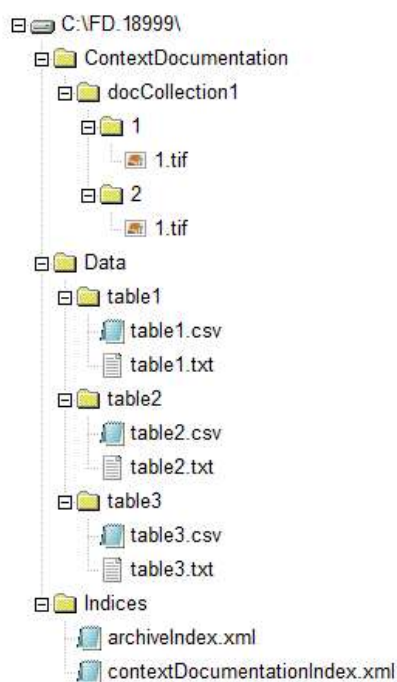 C:\FD.18999\
ContextDocumentation
docCollection1
1
1.tif
2
1.tif
Data
table1
table1.csv
table1.txt
table2
table2.csv
table2.txt
table3
table3.csv
table3.txt
Indices
archiveIndex.xml
contextDocumentationIndex.xml